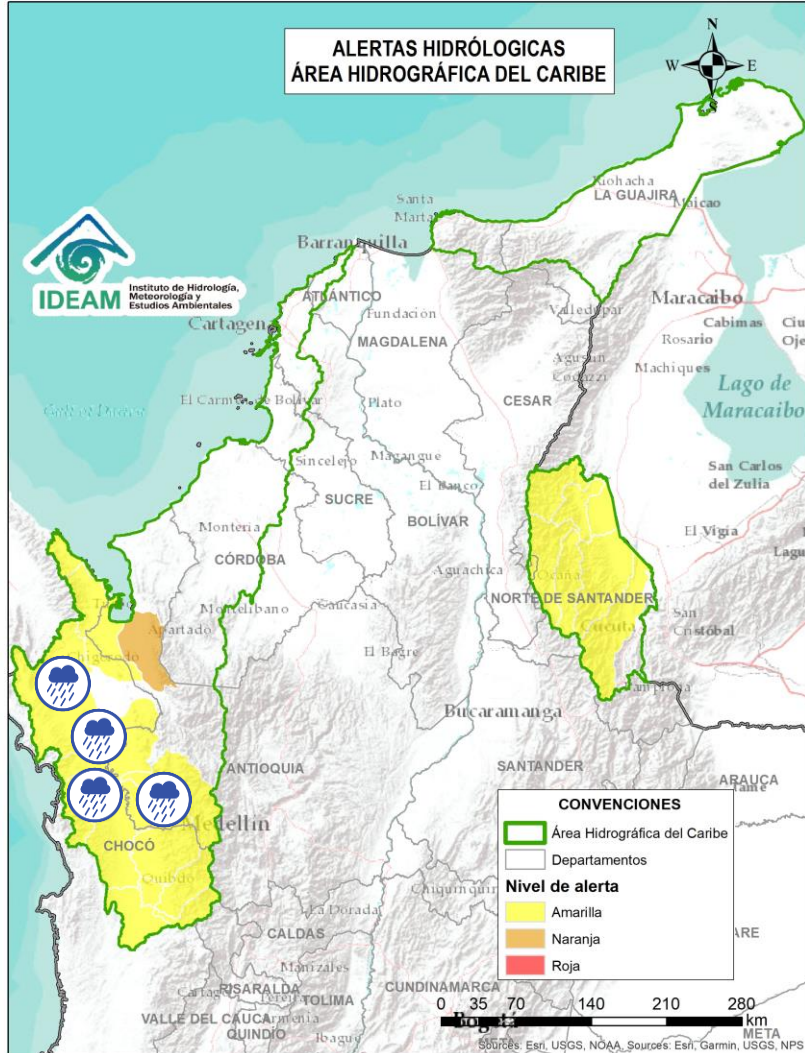 ALERTAS HIDRÓLOGICAS
ÁREA HIDROGRÁFICA DEL CARIBE
N
W
E
S
IDEAM
Instituto de Hidrología,
Meteorología y
Estudios Ambientales
Riohacha
LA GUAJIRA
Maicao
Santa
Marta
Barranquilla
ATLÁNTICO
Fundación
Cartagen
MAGDALENA
Valledupar
Maracaibo
Cabimas
Rosario
Machiques
Agustín
Codazzi
CESAR
Lago de
Maracaibo
El Carmen de Bolívar
Plato
Sincelejo
Magangue
SUCRE
El Banco
BOLÍVAR
San Carlos
del Zulia
El Vigía
Montería
CÓRDOBA
Aguachica
Ocaña
NORTE DE SANTANDER
Cúcuta
San
Cristóbal
Montelíbano
Caucasia
Apartado
Chigorodo
El Bagre
Pamplona
Bucaramanga
ANTIOQUIA
SANTANDER
ARAUCA
Medellín
CHOCÓ
Quibdó
La Dorada
Chiquinqui
CALDAS
Manizales
CUNDINAMARCA
RISARALDA
TOLIMA
VALLE DEL CAUCA
Armenia
QUINDÍO
Ibagué
Bogotá
META
META
CONVENCIONES
Área Hidrográfica del Caribe
Departamentos
Nivel de alerta
Amarilla
Naranja
Roja
0 35 70 140 210 280
km
Sources: Esri, USGS, NOAA, Sources: Esri, Garmin, USGS, NPS